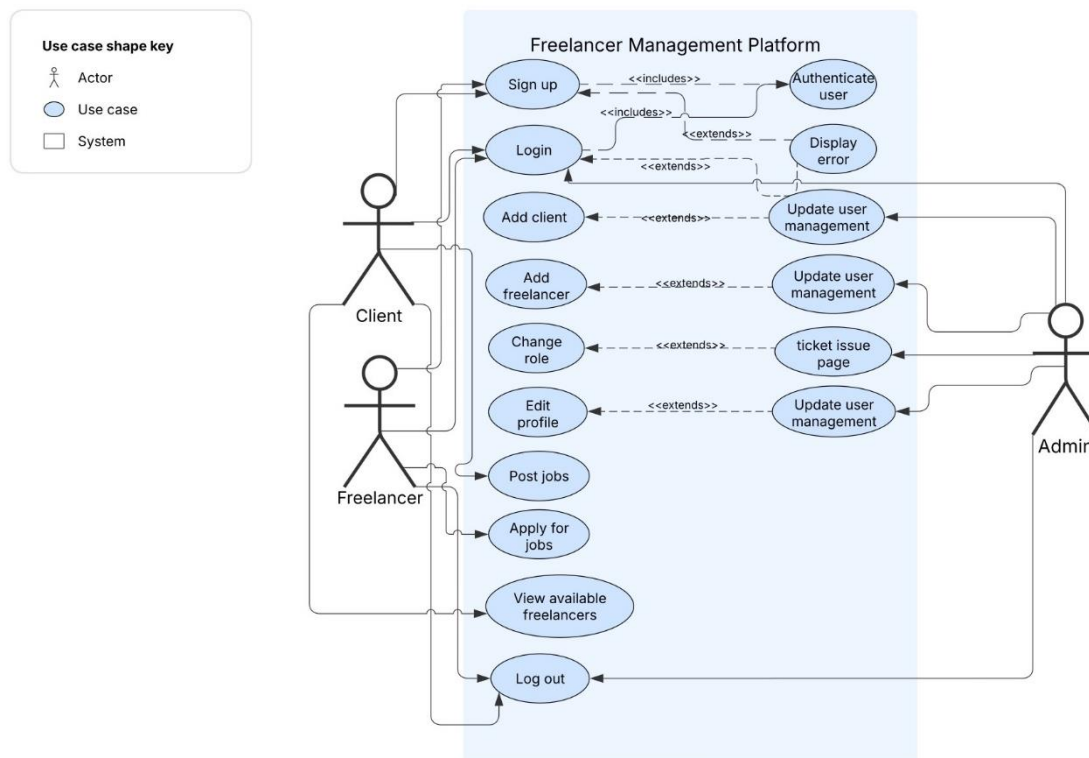 Use case shape key
Actor
Use case
System
Freelancer Management Platform
Sign up
<<includes>>
Authenticate
user
<<includes>>
<<extends>>
Display
error
Login
<<extends>>
Add client
<<extends>>
Update user
management
Add
freelancer
<<extends>>
Update user
management
Change
role
<<extends>>
ticket issue
page
Edit
profile
<<extends>>
Update user
management
Post jobs
Apply for
jobs
View available
freelancers
Log out
Client
Freelancer
Admin